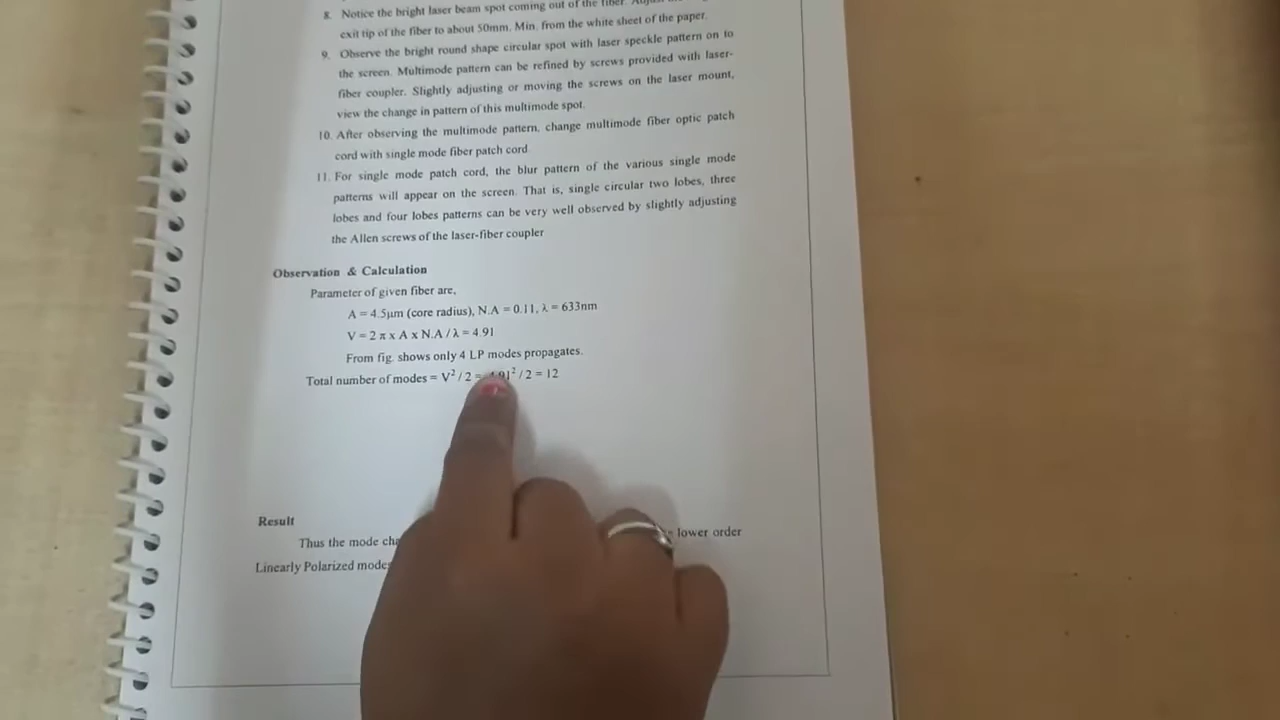 8. Notice the bright laser beam spot coming out of the fiber.
exit tip of the fiber to about 50mm. Min. from the white sheet of the paper.
9. Observe the bright round shape circular spot with laser speckle pattern on to
the screen. Multimode pattern can be refined by screws provided with laser-
fiber coupler. Slightly adjusting or moving the screws on the laser mount,
view the change in pattern of this multimode spot.
10. After observing the multimode pattern, change multimode fiber optic patch
cord with single mode fiber patch cord
11. For single mode patch cord, the blur pattern of the various single mode
patterns will appear on the screen. That is, single circular two lobes, three
lobes and four lobes patterns can be very well observed by slightly adjusting
the Allen screws of the laser-fiber coupler
Observation & Calculation
Parameter of given fiber are,
A = 4.5μm (core radius), N.A = 0.11, λ = 633nm
V = 2 π x A x N.A / λ = 4.91
From fig. shows only 4 LP modes propagates.
Total number of modes = V² / 2 = 4.91² / 2 = 12
Result
Thus the mode lower order
Linearly Polarized modes